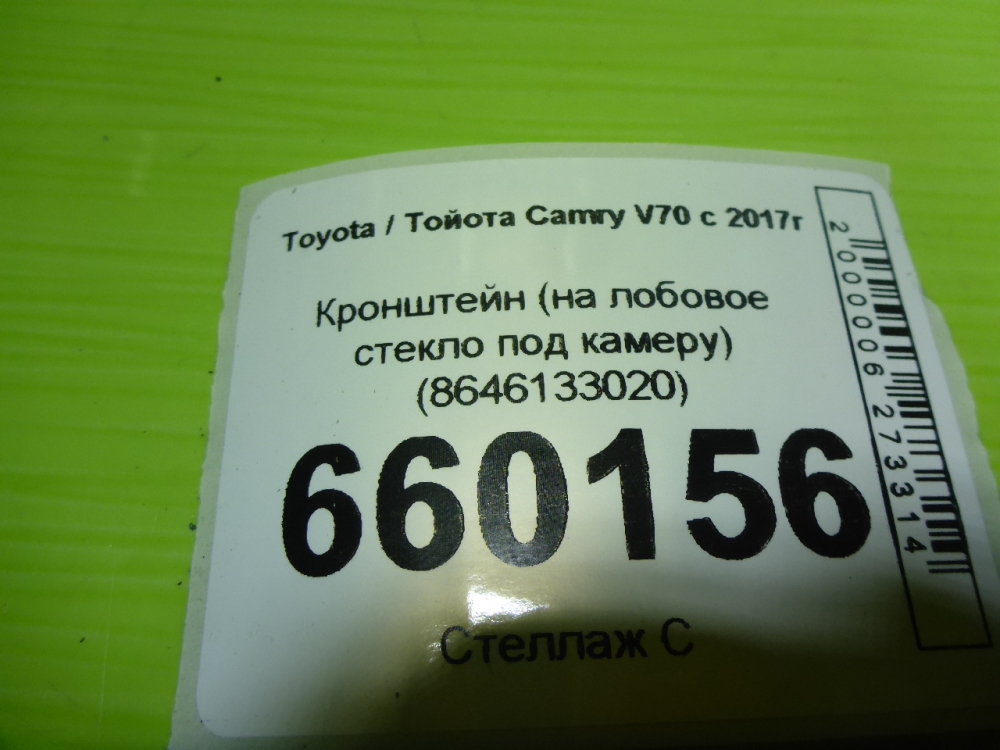 Toyota / Тойота Camry V70 с 2017г
Кронштейн (на лобовое
стекло под камеру)
(8646133020)
660156
Стеллаж С
2000006273314